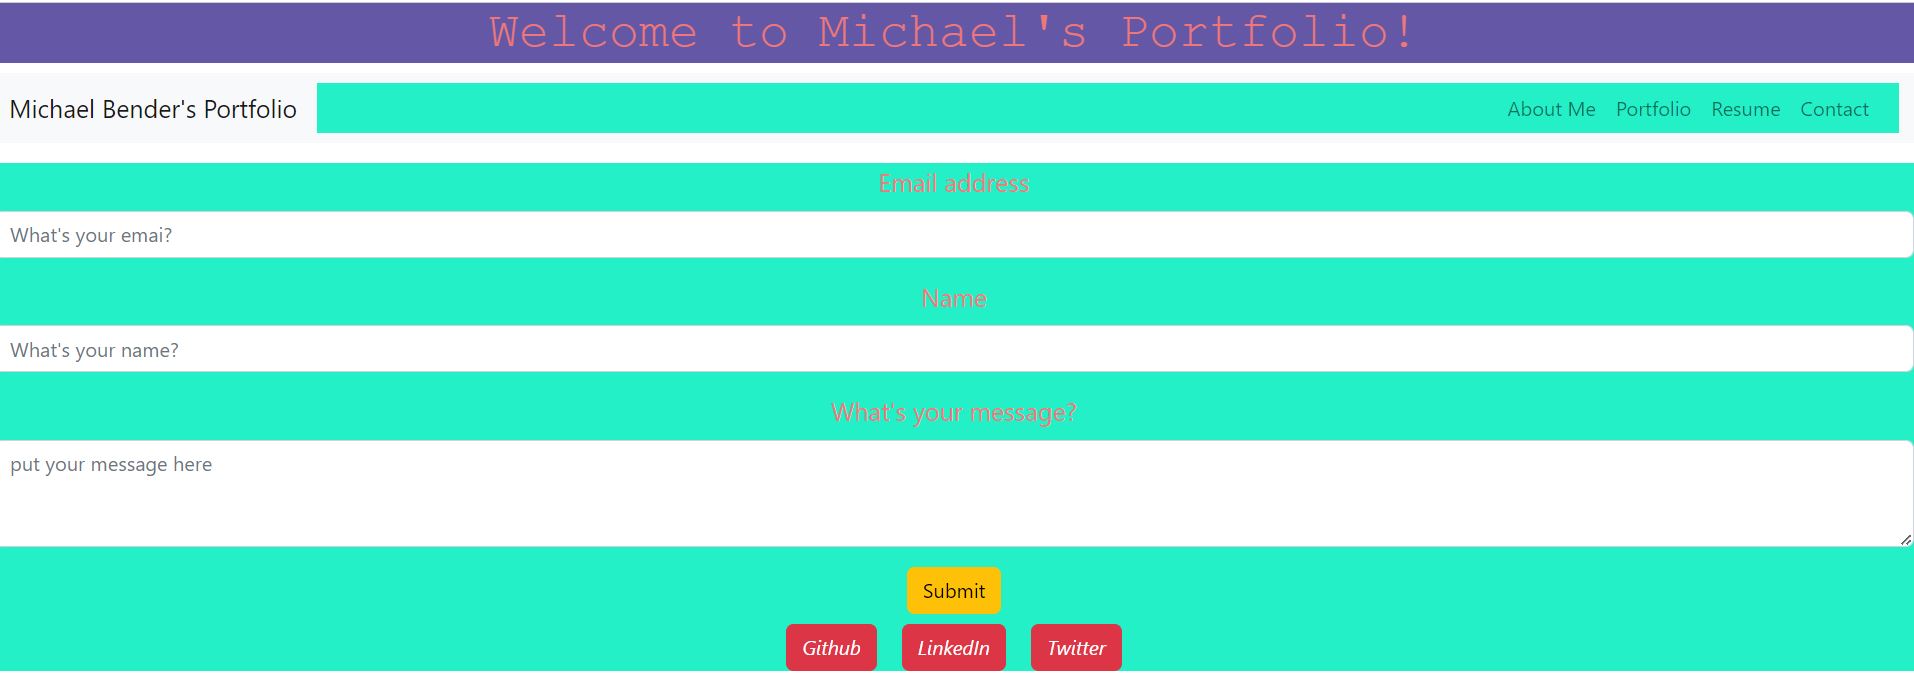 Welcome to Michael's Portfolio!
Michael Bender's Portfolio About Me Portfolio Resume Contact
Email address
What's your emai?
Name
What's your name?
What's your message?
put your message here
Submit
Github LinkedIn Twitter